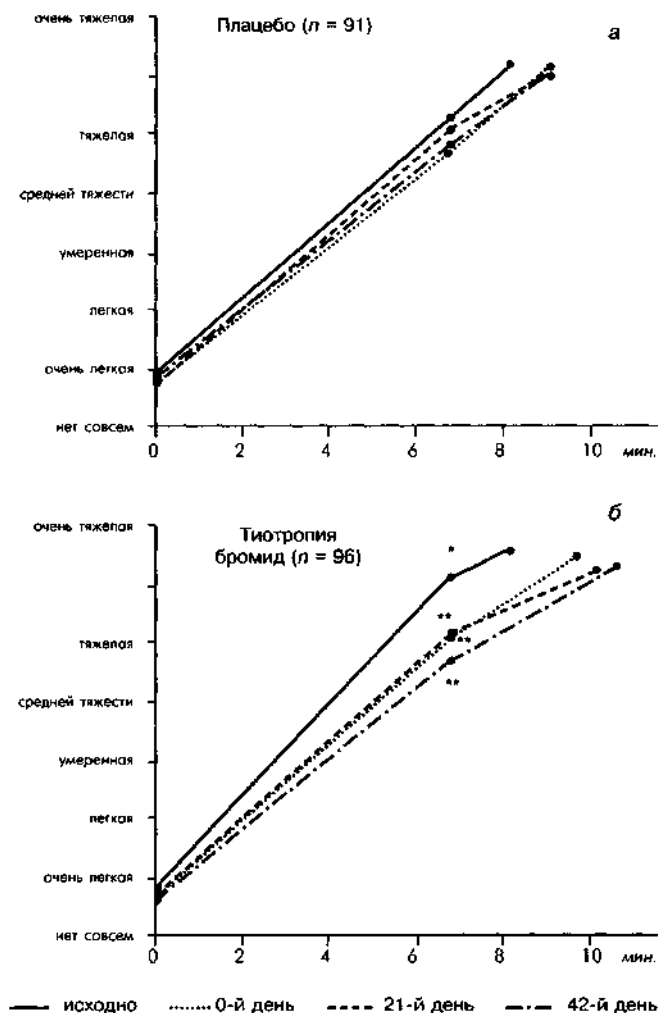 очень тяжелая
Плацебо (n = 91)
а
тяжелая
средней тяжести
умеренная
легкая
очень легкая
нет совсем
0 2 4 6 8 10 мин.
очень тяжелая
Тиотропия
бромид (n = 96)
б
*
**
**
тяжелая
**
средней тяжести
умеренная
легкая
очень легкая
нет совсем
0 2 4 6 8 10 мин.
исходно 0-й день 21-й день 42-й день